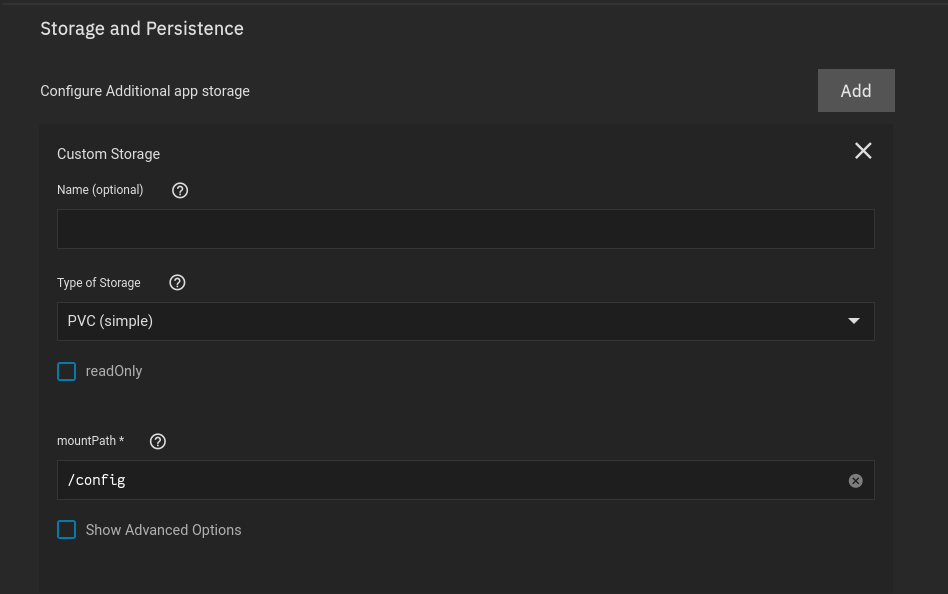 Storage and Persistence
Configure Additional app storage
Add
Custom Storage
Name (optional)
Type of Storage
PVC (simple)
readOnly
mountPath *
/config
Show Advanced Options